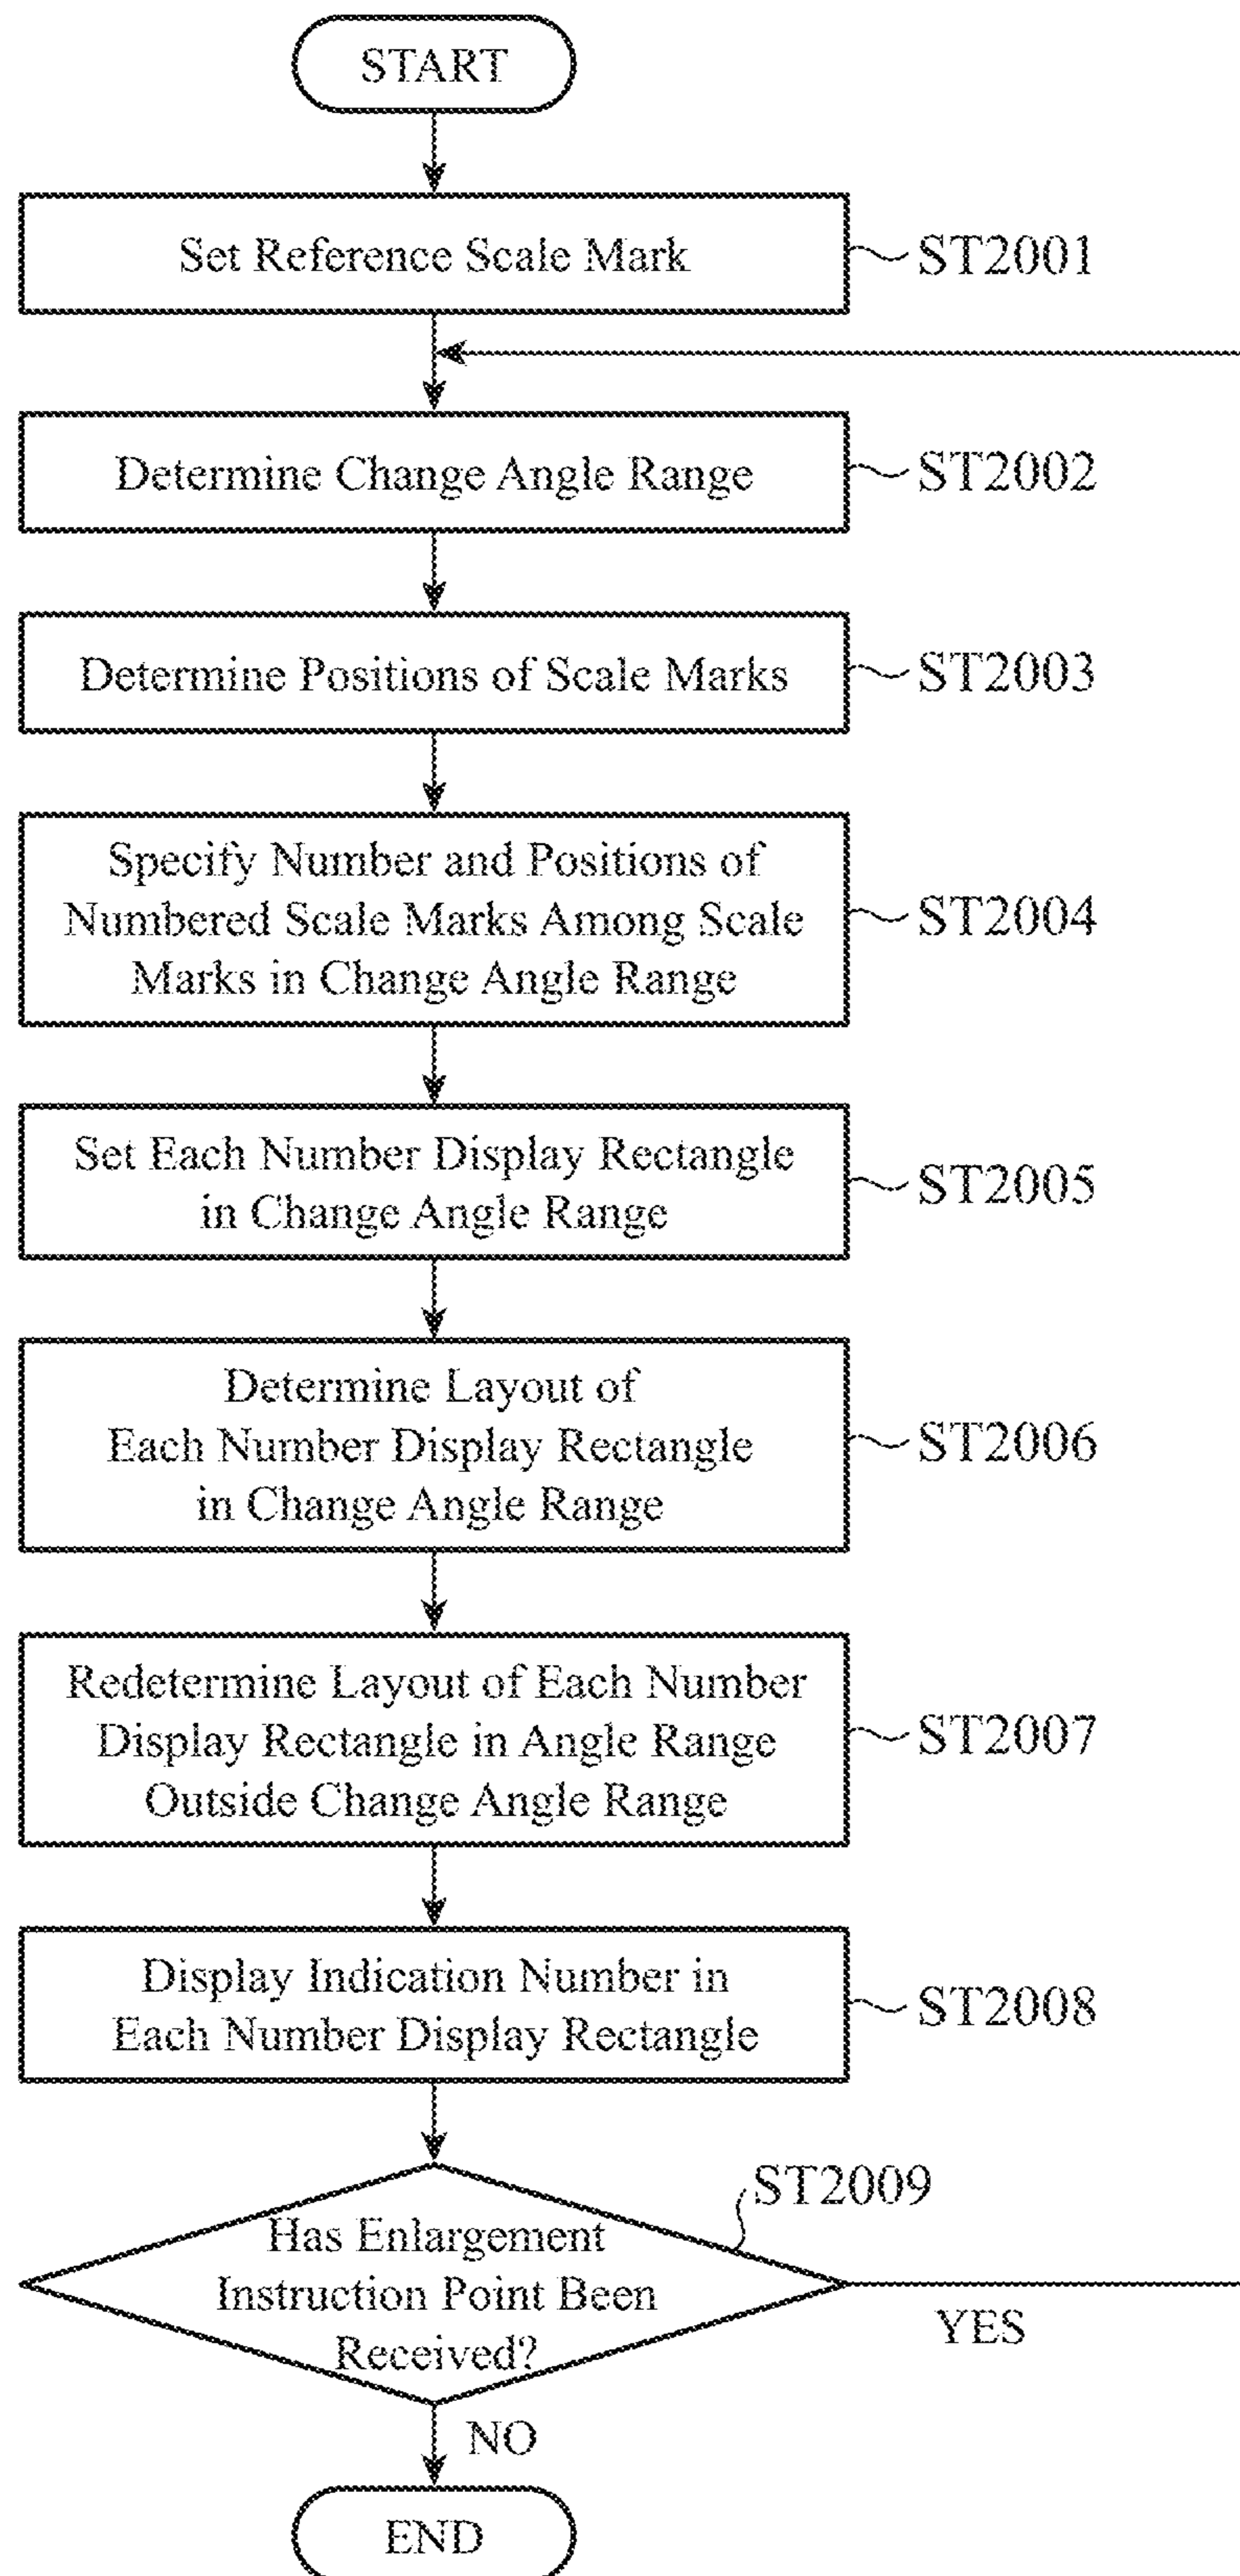 START
Set Reference Scale Mark
ST2001
Determine Change Angle Range
ST2002
Determine Positions of Scale Marks
ST2003
Specify Number and Positions of
Numbered Scale Marks Among Scale
Marks in Change Angle Range
ST2004
Set Each Number Display Rectangle
in Change Angle Range
ST2005
Determine Layout of
Each Number Display Rectangle
in Change Angle Range
ST2006
Redetermine Layout of Each Number
Display Rectangle in Angle Range
Outside Change Angle Range
ST2007
Display Indication Number in
Each Number Display Rectangle
ST2008
ST2009
Has Enlargement
Instruction Point Been
Received?
YES
NO
END